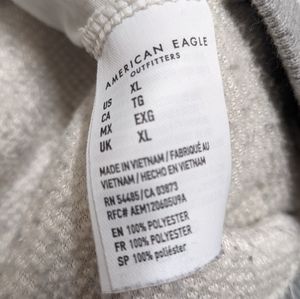 AMERICAN EAGLE
OUTFITTERS
US XL
CA TG
MX EXG
UK XL
MADE IN VIETNAM / FABRIQUÉ AU
VIETNAM / HECHO EN VIETNAM
RN 54485/CA 03873
RFC# AEM12060SU9A
EN 100% POLYESTER
FR 100% POLYESTER
SP 100% poliéster